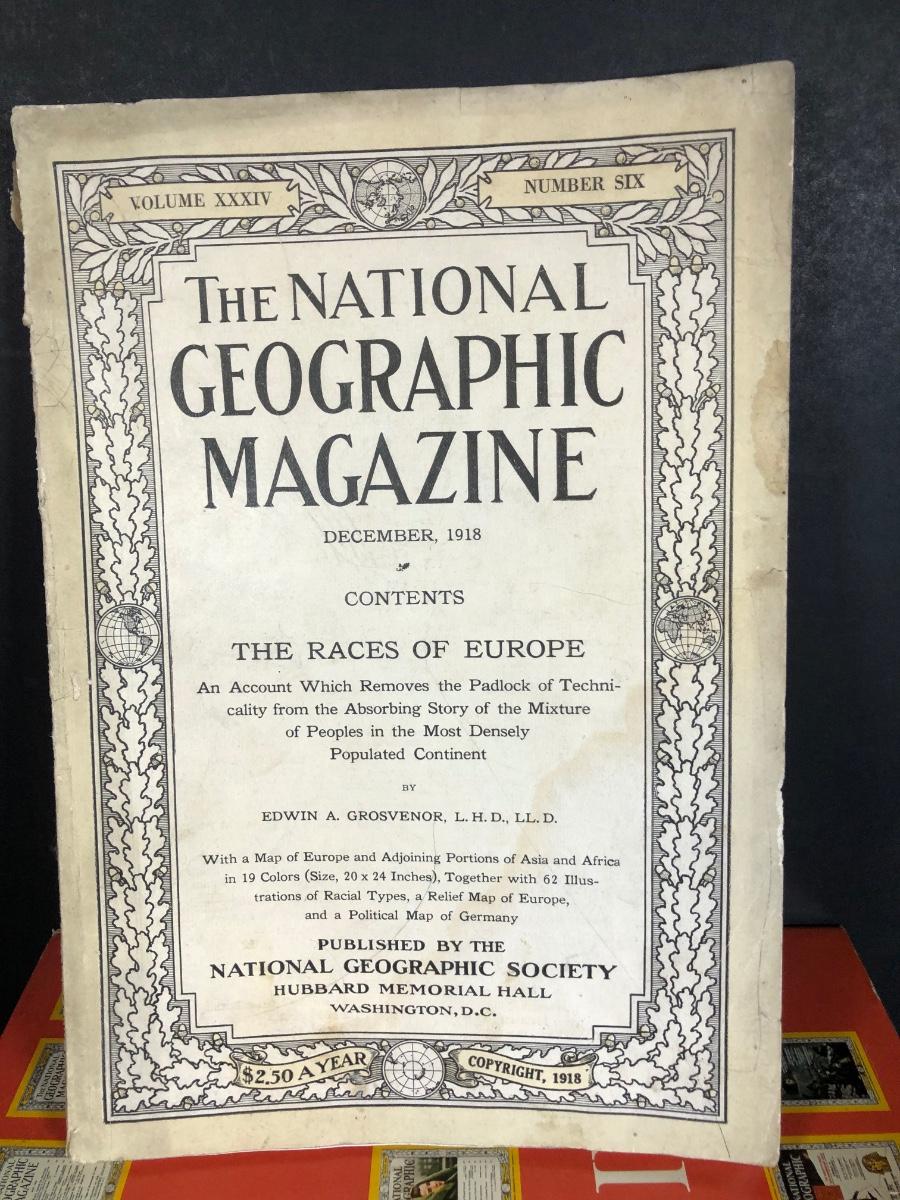 VOLUME XXXIV
NUMBER SIX
THE NATIONAL
GEOGRAPHIC
MAGAZINE
DECEMBER, 1918
CONTENTS
THE RACES OF EUROPE
An Account Which Removes the Padlock of Techni-
cality from the Absorbing Story of the Mixture
of Peoples in the Most Densely
Populated Continent
BY
EDWIN A. GROSVENOR, L. H. D., LL. D.
With a Map of Europe and Adjoining Portions of Asia and Africa
in 19 Colors (Size, 20 x 24 Inches), Together with 62 Illus-
trations of Racial Types, a Relief Map of Europe,
and a Political Map of Germany
PUBLISHED BY THE
NATIONAL GEOGRAPHIC SOCIETY
HUBBARD MEMORIAL HALL
WASHINGTON, D.C.
$2.50 A YEAR
COPYRIGHT, 1918